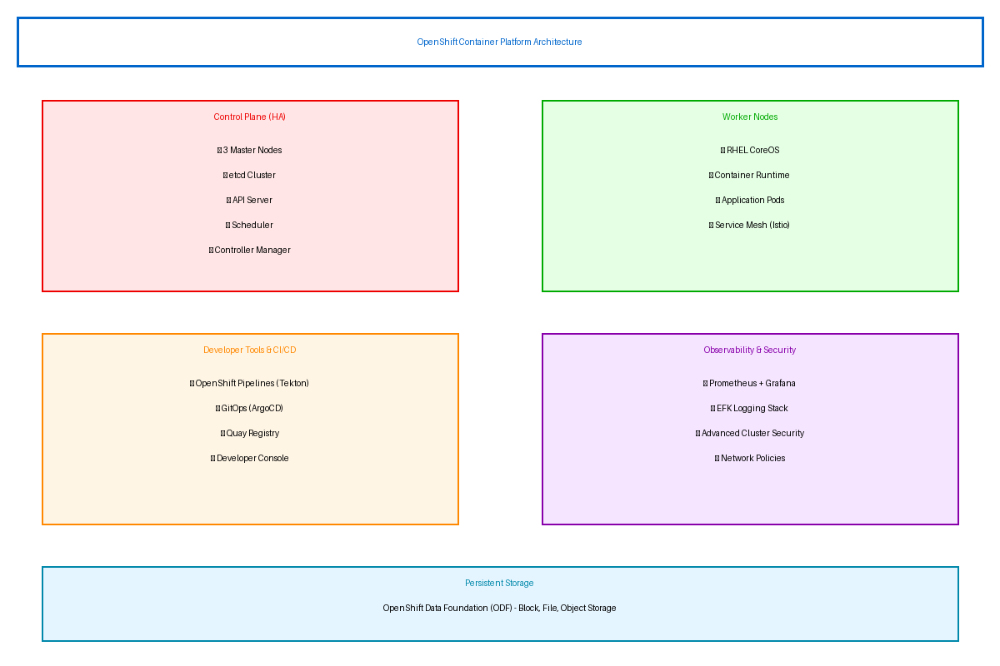 OpenShift Container Platform Architecture
Control Plane (HA)
3 Master Nodes
etcd Cluster
API Server
Scheduler
Controller Manager
Worker Nodes
RHEL CoreOS
Container Runtime
Application Pods
Service Mesh (Istio)
Developer Tools & CI/CD
OpenShift Pipelines (Tekton)
GitOps (ArgoCD)
Quay Registry
Developer Console
Observability & Security
Prometheus + Grafana
EFK Logging Stack
Advanced Cluster Security
Network Policies
Persistent Storage
OpenShift Data Foundation (ODF) - Block, File, Object Storage